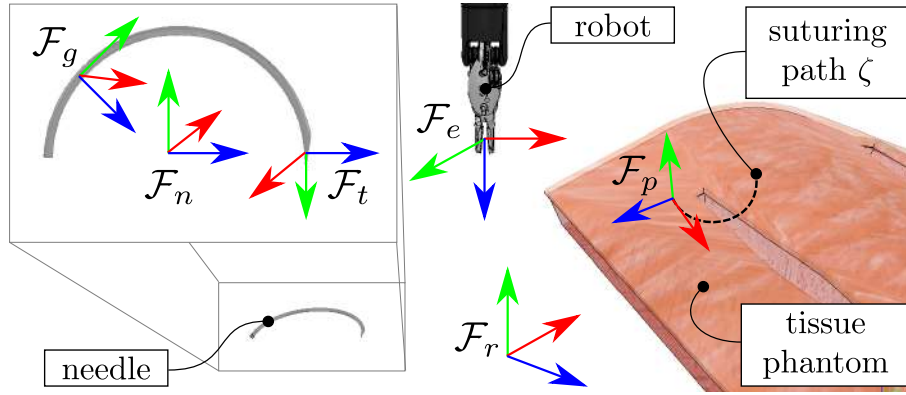 ℱg
ℱn
ℱt
needle
robot
ℱe
ℱr
suturing
path ζ
ℱp
tissue
phantom